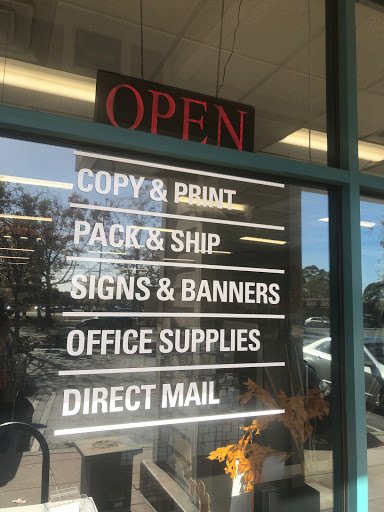 OPEN
COPY & PRINT
PACK & SHIP
SIGNS & BANNERS
OFFICE SUPPLIES
DIRECT MAIL